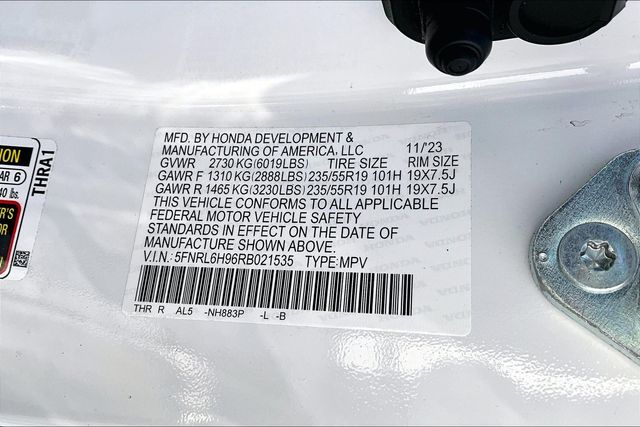 MFD. BY HONDA DEVELOPMENT &
MANUFACTURING OF AMERICA, LLC 11/'23
GVWR 2730 KG (6019LBS) TIRE SIZE RIM SIZE
GAWR F 1310 KG (2888LBS) 235/55R19 101H 19X7.5J
GAWR R 1465 KG (3230LBS) 235/55R19 101H 19X7.5J
THIS VEHICLE CONFORMS TO ALL APPLICABLE
FEDERAL MOTOR VEHICLE SAFETY
STANDARDS IN EFFECT ON THE DATE OF
MANUFACTURE SHOWN ABOVE.
V.I.N.: 5FNRL6H96RB021535 TYPE:MPV
THR R AL5 -NH883P -L -B
THRA1
6
lbs.